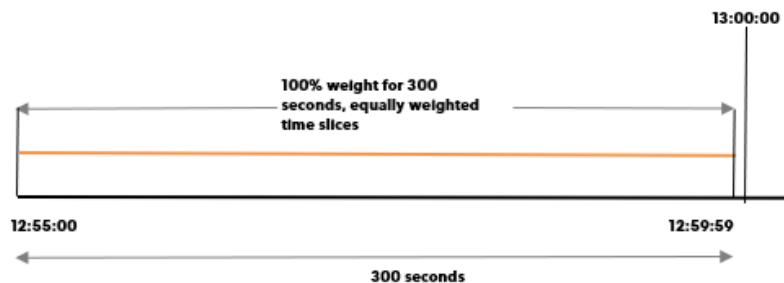 13:00:00
100% weight for 300
seconds, equally weighted
time slices
12:55:00
12:59:59
300 seconds